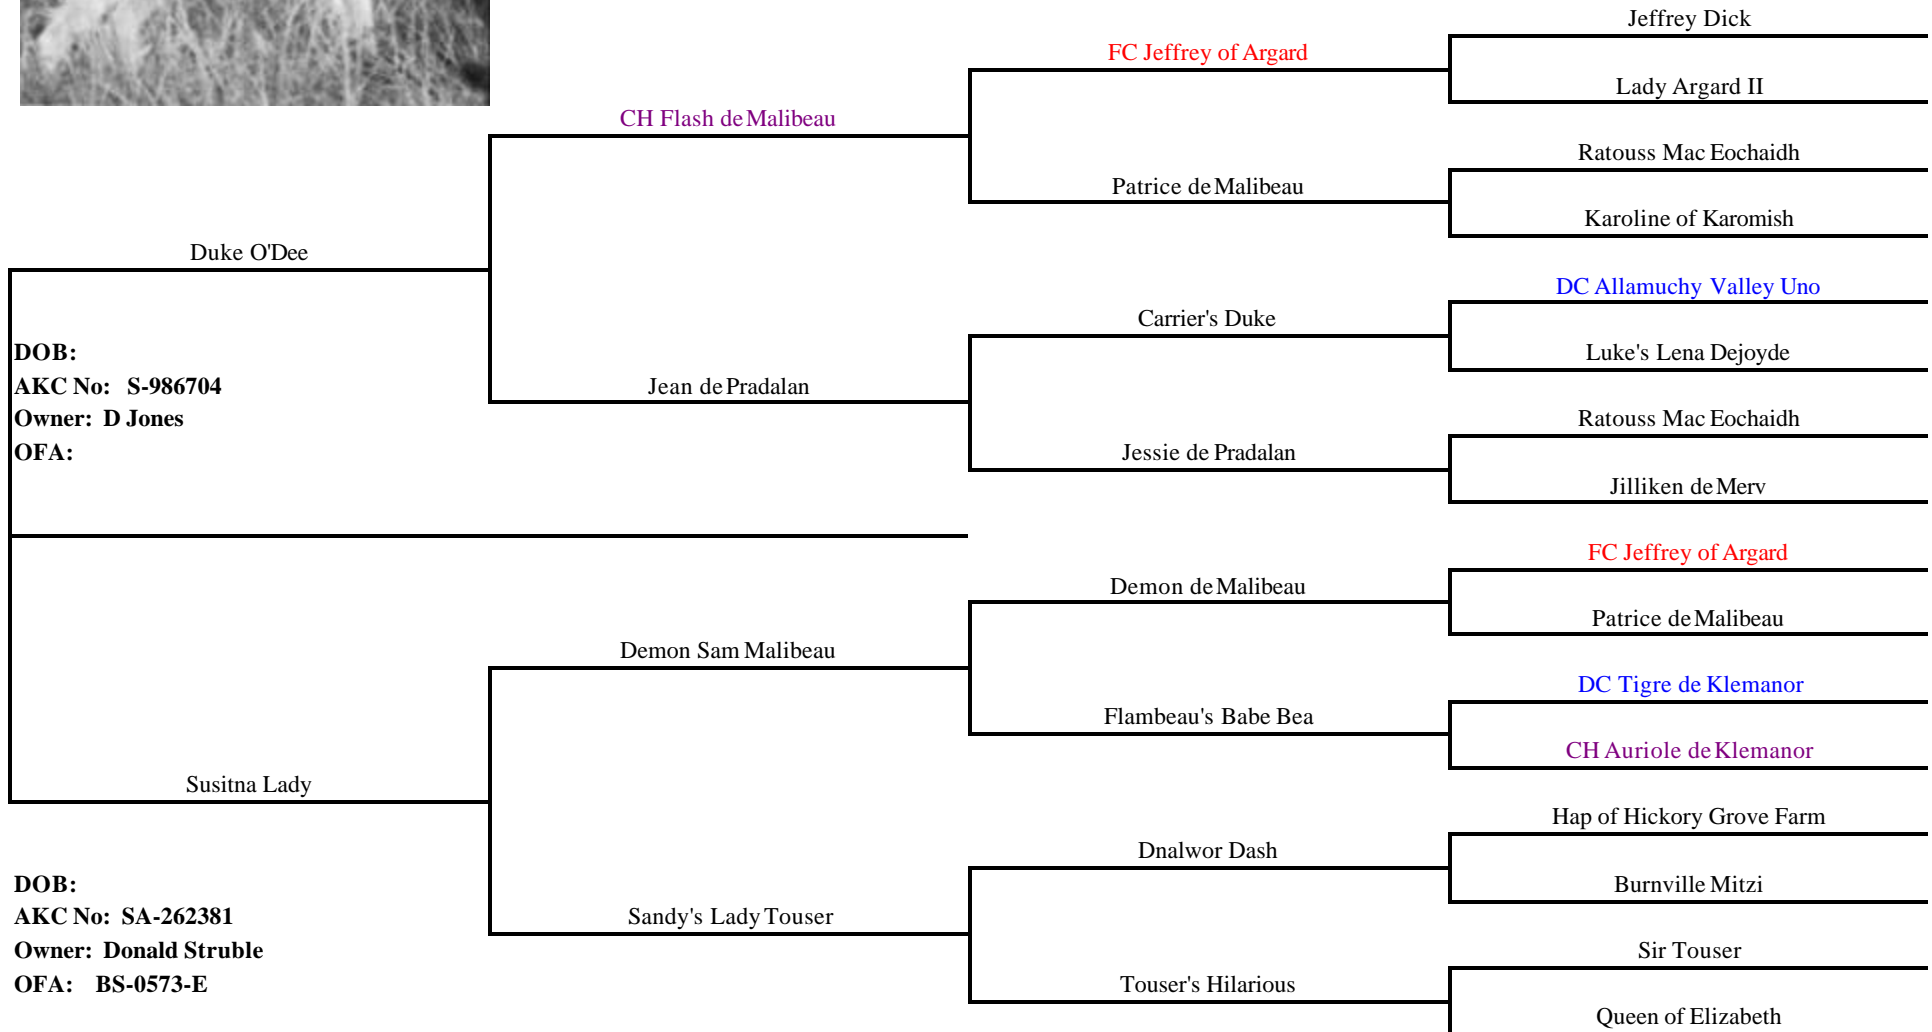 Jeffrey Dick
FC Jeffrey of Argard
Lady Argard II
CH Flash de Malibeau
Ratouss Mac Eochaidh
Patrice de Malibeau
Karoline of Karomish
Duke O'Dee
DC Allamuchy Valley Uno
Carrier's Duke
Luke's Lena Dejoyde
DOB:
AKC No: S-986704
Jean de Pradalan
Owner: D Jones
Ratouss Mac Eochaidh
OFA:
Jessie de Pradalan
Jilliken de Merv
FC Jeffrey of Argard
Demon de Malibeau
Patrice de Malibeau
Demon Sam Malibeau
DC Tigre de Klemanor
Flambeau's Babe Bea
CH Auriole de Klemanor
Susitna Lady
Hap of Hickory Grove Farm
Dnalwor Dash
DOB:
Burnville Mitzi
AKC No: SA-262381
Sandy's Lady Touser
Owner: Donald Struble
Sir Touser
OFA: BS-0573-E
Touser's Hilarious
Queen of Elizabeth